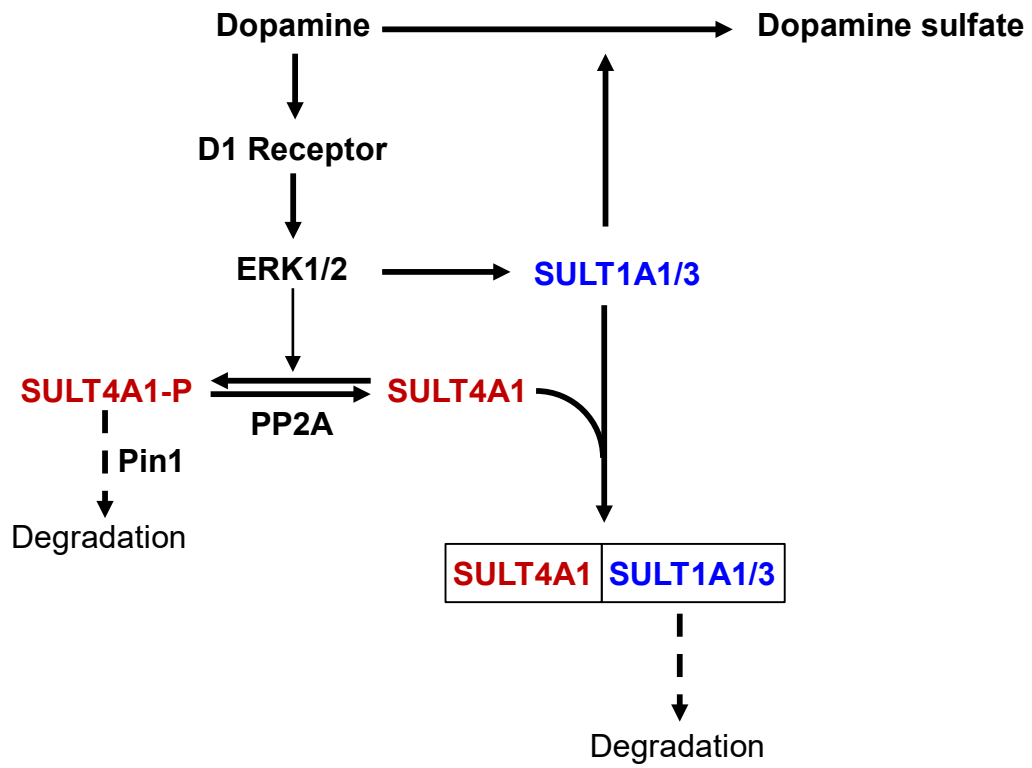 Dopamine
Dopamine sulfate
D1 Receptor
ERK1/2
SULT1A1/3
SULT4A1-P
SULT4A1
PP2A
Pin1
Degradation
SULT4A1
SULT1A1/3
Degradation